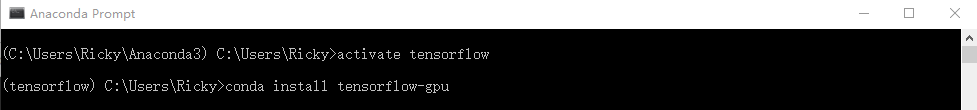 Anaconda Prompt
(C:\Users\Ricky\Anaconda3) C:\Users\Ricky>activate tensorflow
(tensorflow) C:\Users\Ricky>conda install tensorflow-gpu